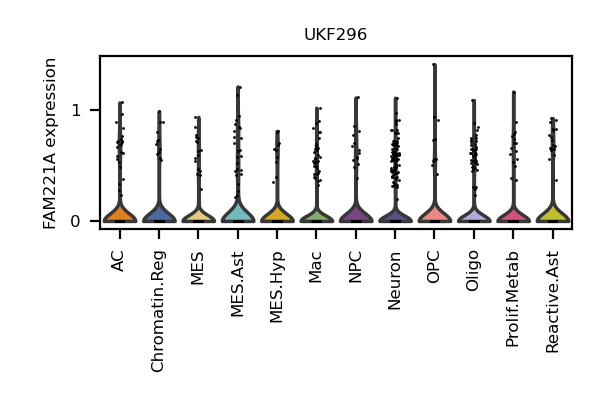 UKF296
FAM221A expression
1
0
AC
Chromatin.Reg
MES
MES.Ast
MES.Hyp
Mac
NPC
Neuron
OPC
Oligo
Prolif.Metab
Reactive.Ast